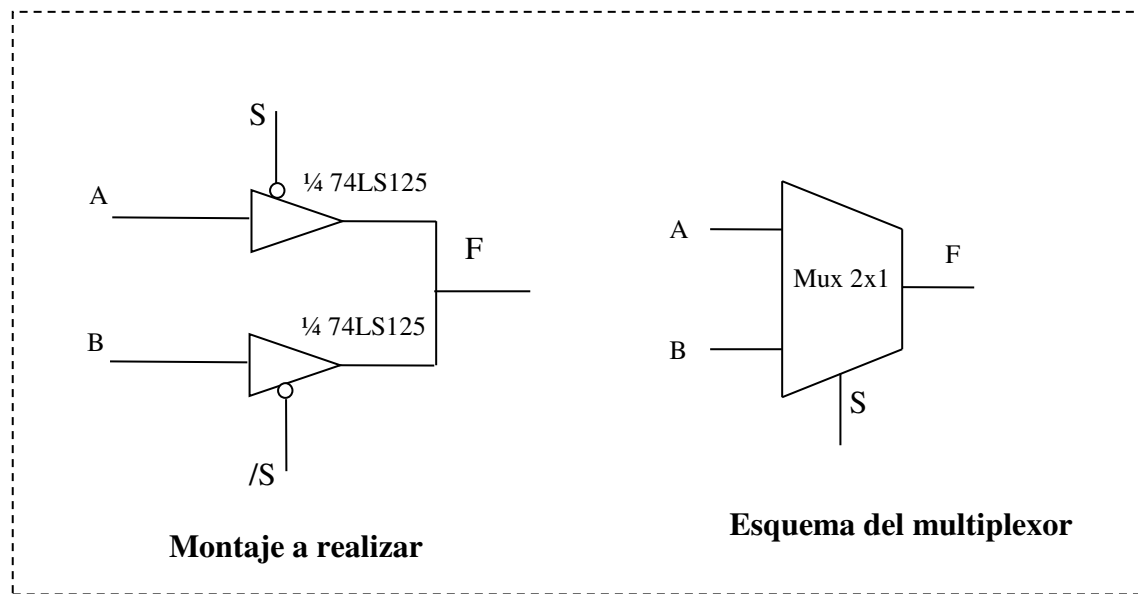 S
¼ 74LS125
A
F
¼ 74LS125
B
/S
Montaje a realizar
A
F
Mux 2x1
B
S
Esquema del multiplexor